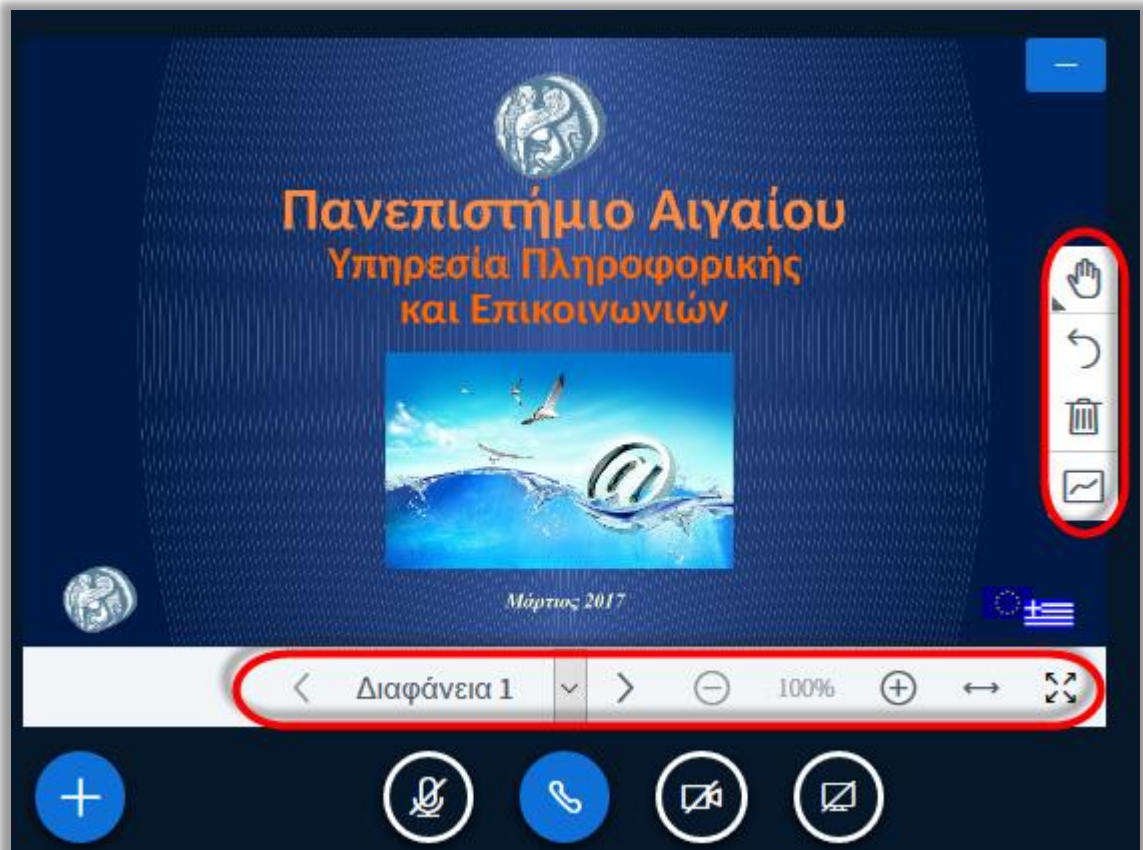 Πανεπιστήμιο Αιγαίου
Υπηρεσία Πληροφορικής
και Επικοινωνιών
@
Μάρτιος 2017
Διαφάνεια 1
100%